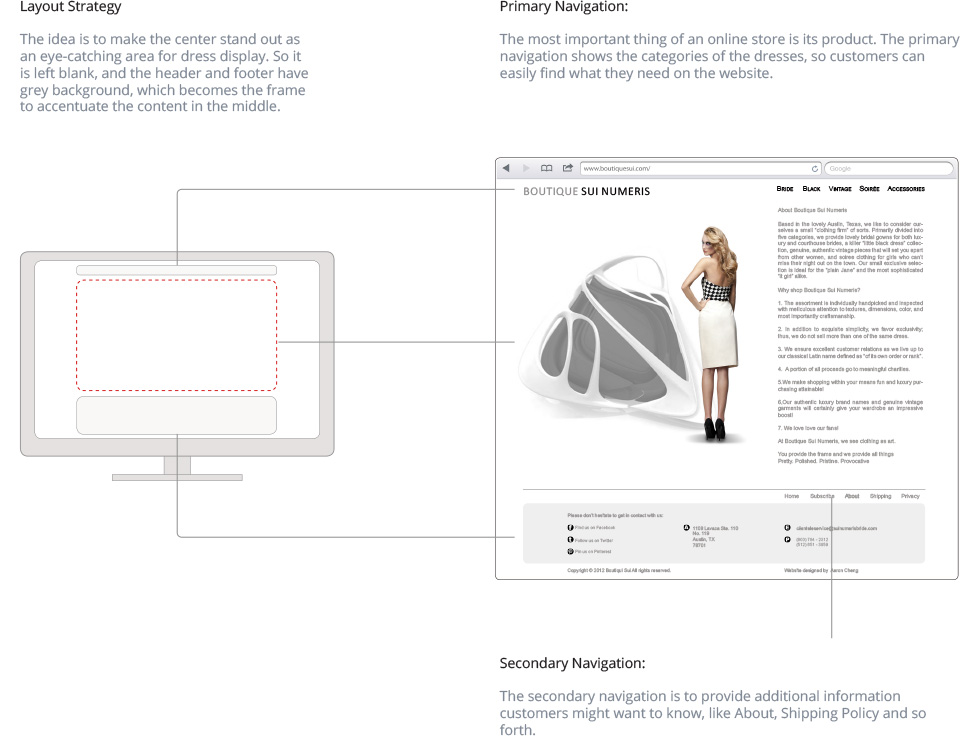 Layout Strategy
The idea is to make the center stand out as
an eye-catching area for dress display. So it
is left blank, and the header and footer have
grey background, which becomes the frame
to accentuate the content in the middle.
Primary Navigation:
The most important thing of an online store is its product. The primary
navigation shows the categories of the dresses, so customers can
easily find what they need on the website.
www.boutiquesui.com/
Google
BOUTIQUE SUI NUMERIS
BRIDE BLACK VINTAGE SOIRÉE ACCESSORIES
About Boutique Sui Numeris
Based in the lovely Austin, Texas, we like to consider our-
selves a small "clothing firm" of sorts. Primarily divided into
five categories, we provide lovely bridal gowns for both lux-
ury and courthouse brides, a killer "little black dress" collec-
tion, genuine, authentic vintage pieces that will set you apart
from other women, and soiree clothing for girls who can't
miss their night out on the town. Our small exclusive selec-
tion is ideal for the "plain Jane" and the most sophisticated
"it girl" alike.
Why shop Boutique Sui Numeris?
1. The assortment is individually handpicked and inspected
with meticulous attention to textures, dimensions, color, and
most importantly craftsmanship.
2. In addition to exquisite simplicity, we favor exclusivity;
thus, we do not sell more than one of the same dress.
3. We ensure excellent customer relations as we live up to
our classical Latin name defined as "of its own order or rank".
4. A portion of all proceeds go to meaningful charities.
5.We make shopping within your means fun and luxury pur-
chasing attainable!
6.Our authentic luxury brand names and genuine vintage
garments will certainly give your wardrobe an impressive
boost!
7. We love love our fans!
At Boutique Sui Numeris, we see clothing as art.
You provide the frame and we provide all things
Pretty. Polished. Pristine. Provocative
Home Subscribe About Shipping Privacy
Please don't hesitate to get in contact with us:
Find us on Facebook
Follow us on Twitter
Pin us on Pinterest
1108 Lavaca Ste. 110
No. 119
Austin, TX
78701
Copyright © 2012 Boutiqui Sui All rights reserved.
Website designed by Jaron Cheng
Secondary Navigation:
The secondary navigation is to provide additional information
customers might want to know, like About, Shipping Policy and so
forth.